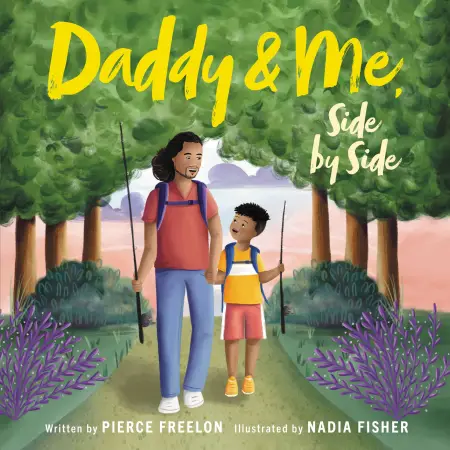 Daddy & Me,
Side
by Side
Written by PIERCE FREELON Illustrated by NADIA FISHER